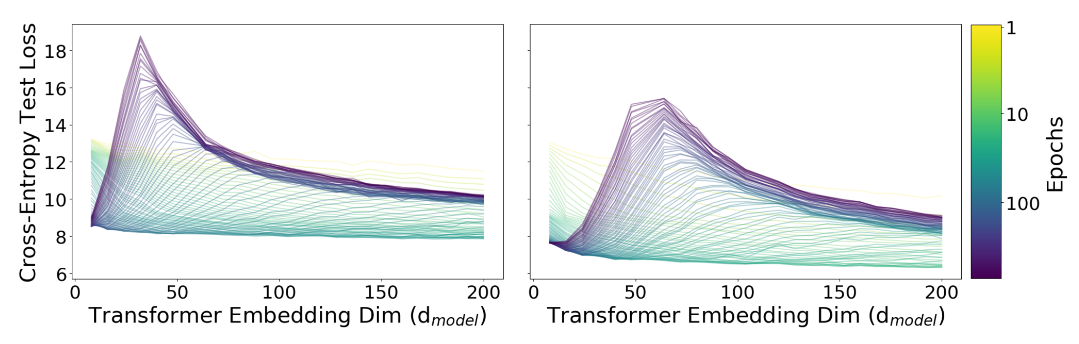 Cross-Entropy Test Loss
18
16
14
12
10
8
6
0 50 100 150 200
Transformer Embedding Dim (d_model)
0 50 100 150 200
Transformer Embedding Dim (d_model)
1
10
100
Epochs